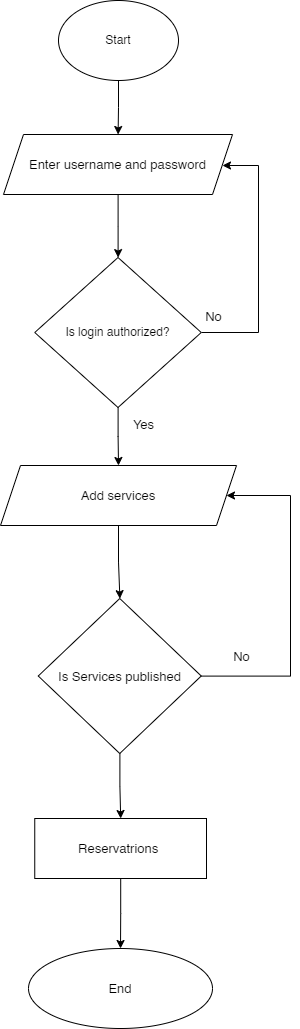 Start
Enter username and password
Is login authorized?
No
Yes
Add services
Is Services published
No
Reservatrions
End